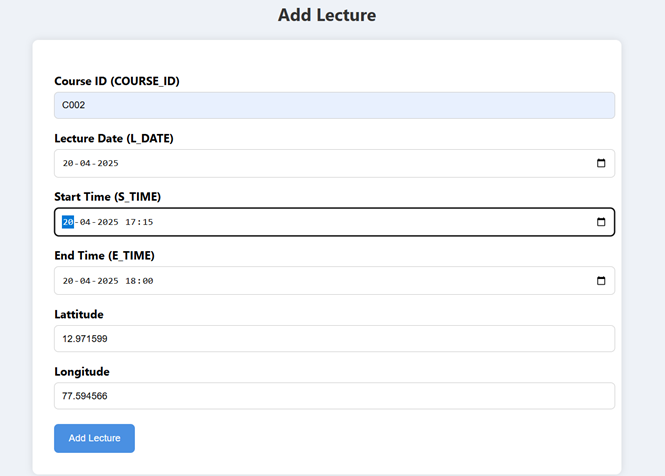 Add Lecture
Course ID (COURSE_ID)
C002
Lecture Date (L_DATE)
20-04-2025
Start Time (S_TIME)
20-04-2025 17:15
End Time (E_TIME)
20-04-2025 18:00
Lattitude
12.971599
Longitude
77.594566
Add Lecture